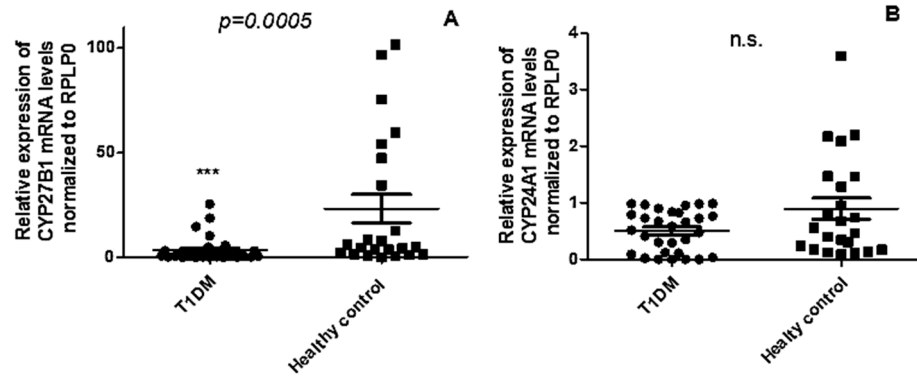 p=0.0005
A
Relative expression of
CYP27B1 mRNA levels
normalized to RPLP0
100
50
0
***
T1DM
Healthy control
B
n.s.
Relative expression of
CYP24A1 mRNA levels
normalized to RPLP0
4
3
2
1
0
T1DM
Healty control